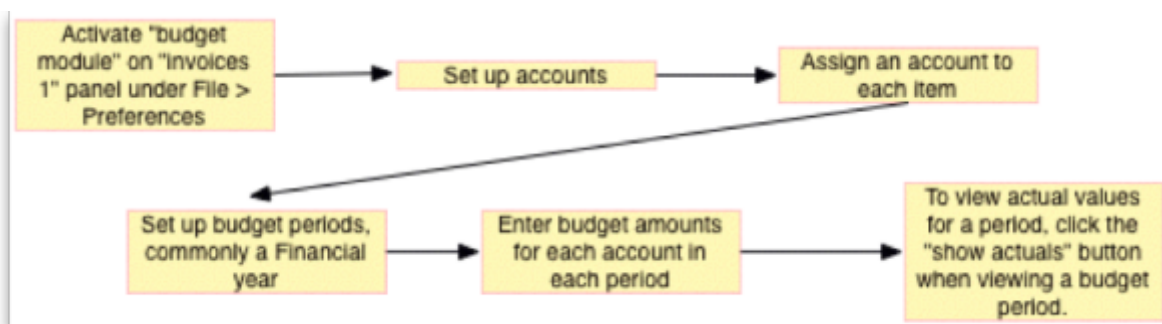 Activate "budget
module" on "invoices
1" panel under File >
Preferences
Set up accounts
Assign an account to
each item
Set up budget periods,
commonly a Financial
year
Enter budget amounts
for each account in
each period
To view actual values
for a period, click the
"show actuals" button
when viewing a budget
period.